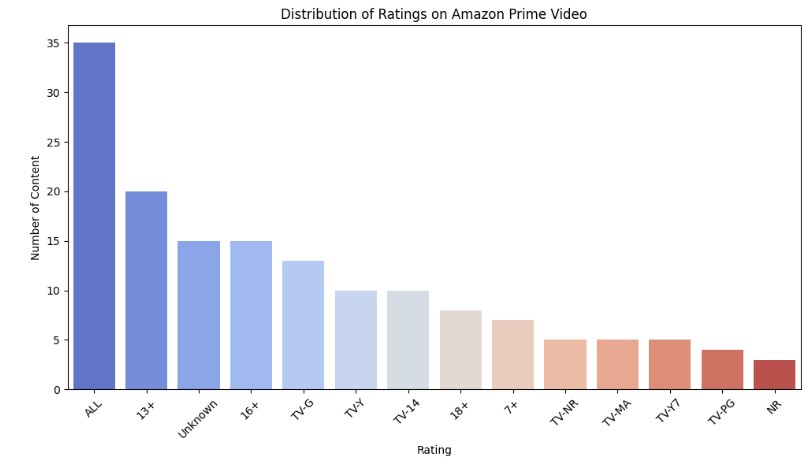 Distribution of Ratings on Amazon Prime Video
Number of Content
35
30
25
20
15
10
5
0
ALL
13+
Unknown
16+
TV-G
TV-Y
TV-14
18+
7+
TV-NR
TV-MA
TV-Y7
TV-PG
NR
Rating